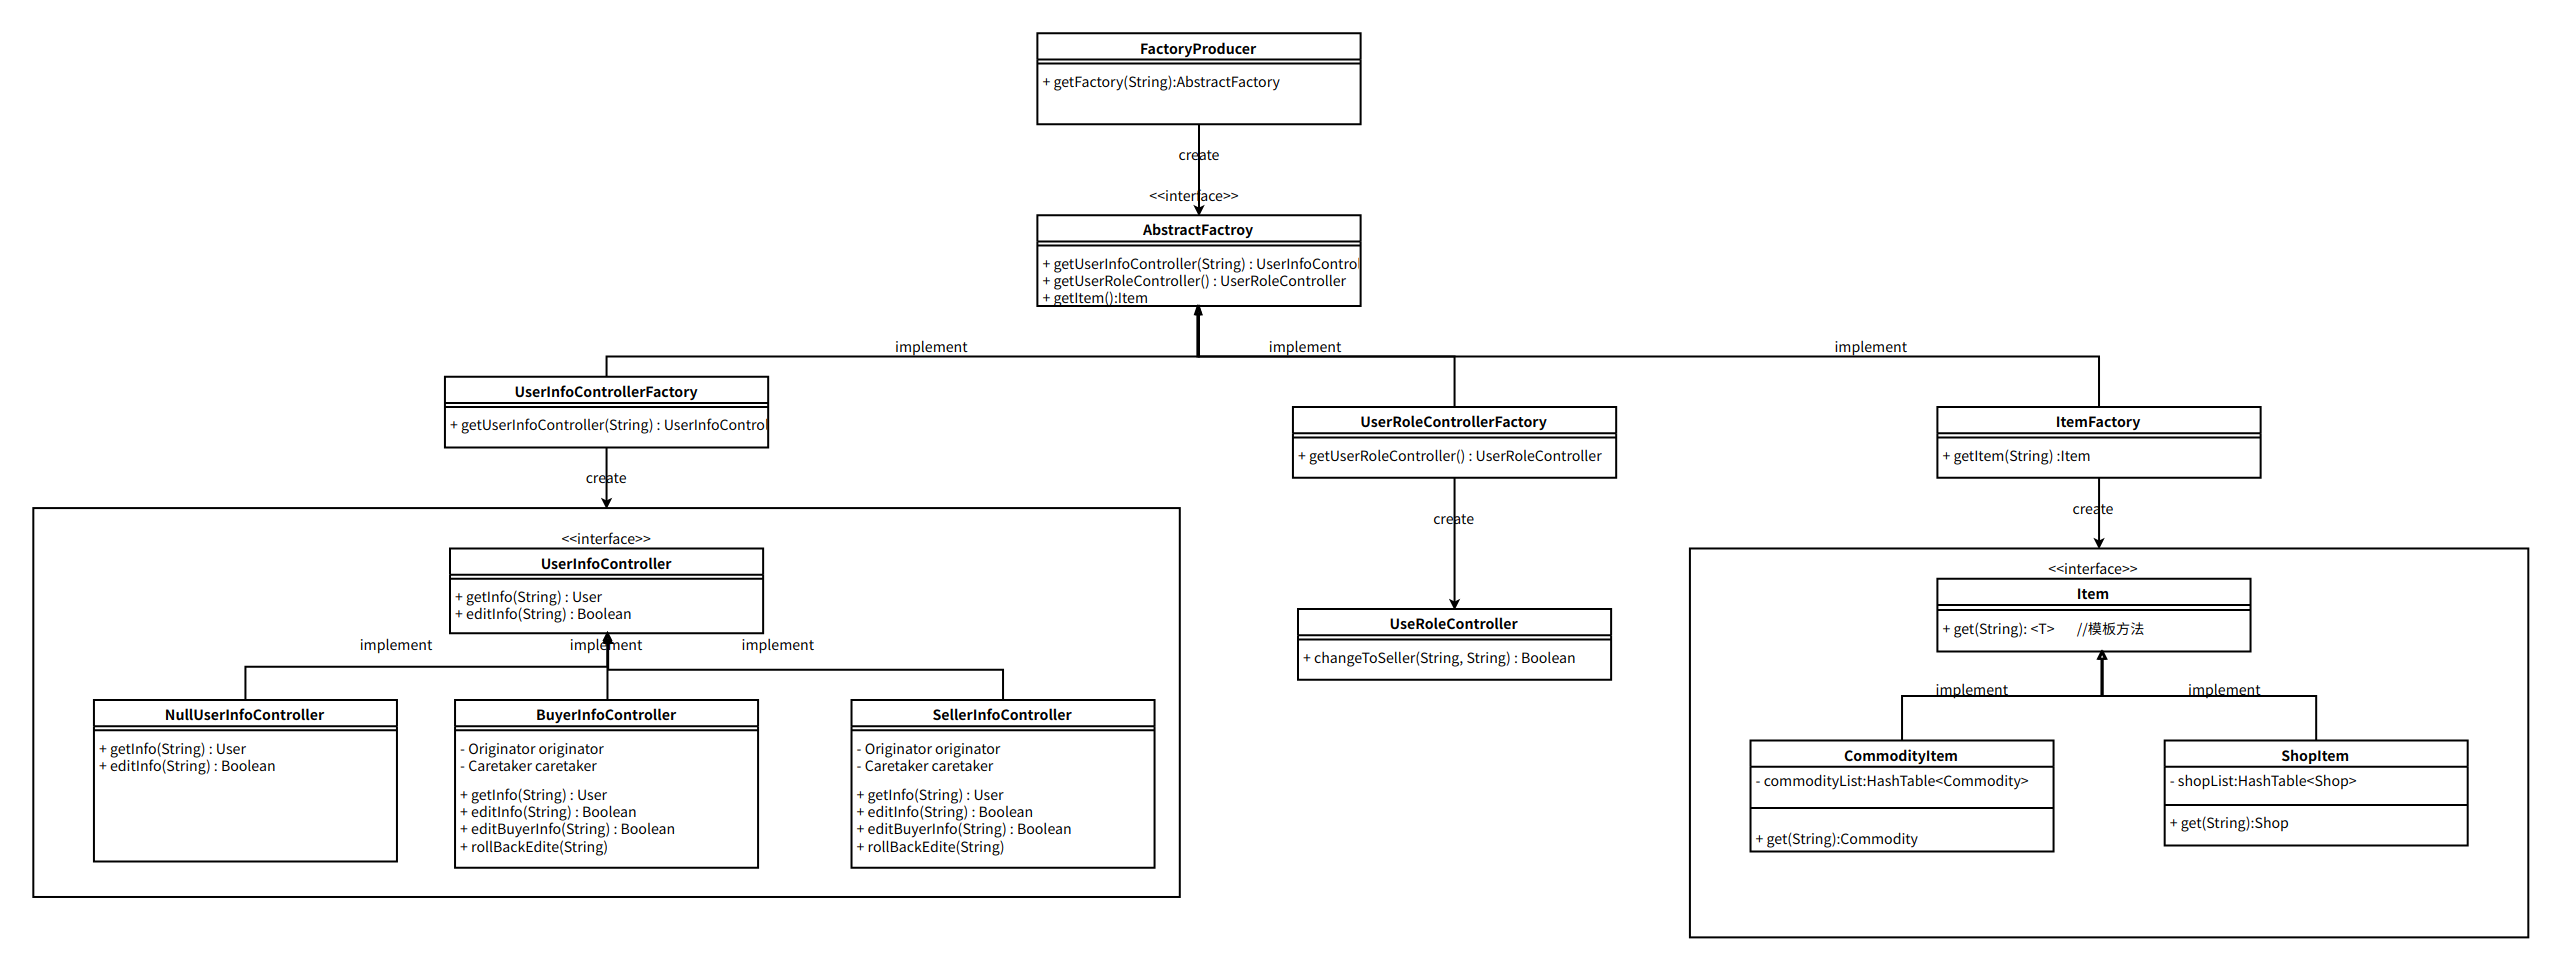 FactoryProducer
+ getFactory(String):AbstractFactory
create
<<interface>>
AbstractFactroy
+ getUserInfoController(String) : UserInfoControl
+ getUserRoleController() : UserRoleController
+ getItem():Item
implement
implement
implement
UserInfoControllerFactory
+ getUserInfoController(String) : UserInfoControl
create
UserRoleControllerFactory
+ getUserRoleController() : UserRoleController
create
ItemFactory
+ getItem(String) :Item
create
<<interface>>
UserInfoController
+ getInfo(String) : User
+ editInfo(String) : Boolean
implement
implement
implement
NullUserInfoController
+ getInfo(String) : User
+ editInfo(String) : Boolean
BuyerInfoController
- Originator originator
- Caretaker caretaker
+ getInfo(String) : User
+ editInfo(String) : Boolean
+ editBuyerInfo(String) : Boolean
+ rollBackEdite(String)
SellerInfoController
- Originator originator
- Caretaker caretaker
+ getInfo(String) : User
+ editInfo(String) : Boolean
+ editBuyerInfo(String) : Boolean
+ rollBackEdite(String)
UseRoleController
+ changeToSeller(String, String) : Boolean
<<interface>>
Item
+ get(String): <T> //模板方法
implement
implement
CommodityItem
- commodityList:HashTable<Commodity>
+ get(String):Commodity
ShopItem
- shopList:HashTable<Shop>
+ get(String):Shop